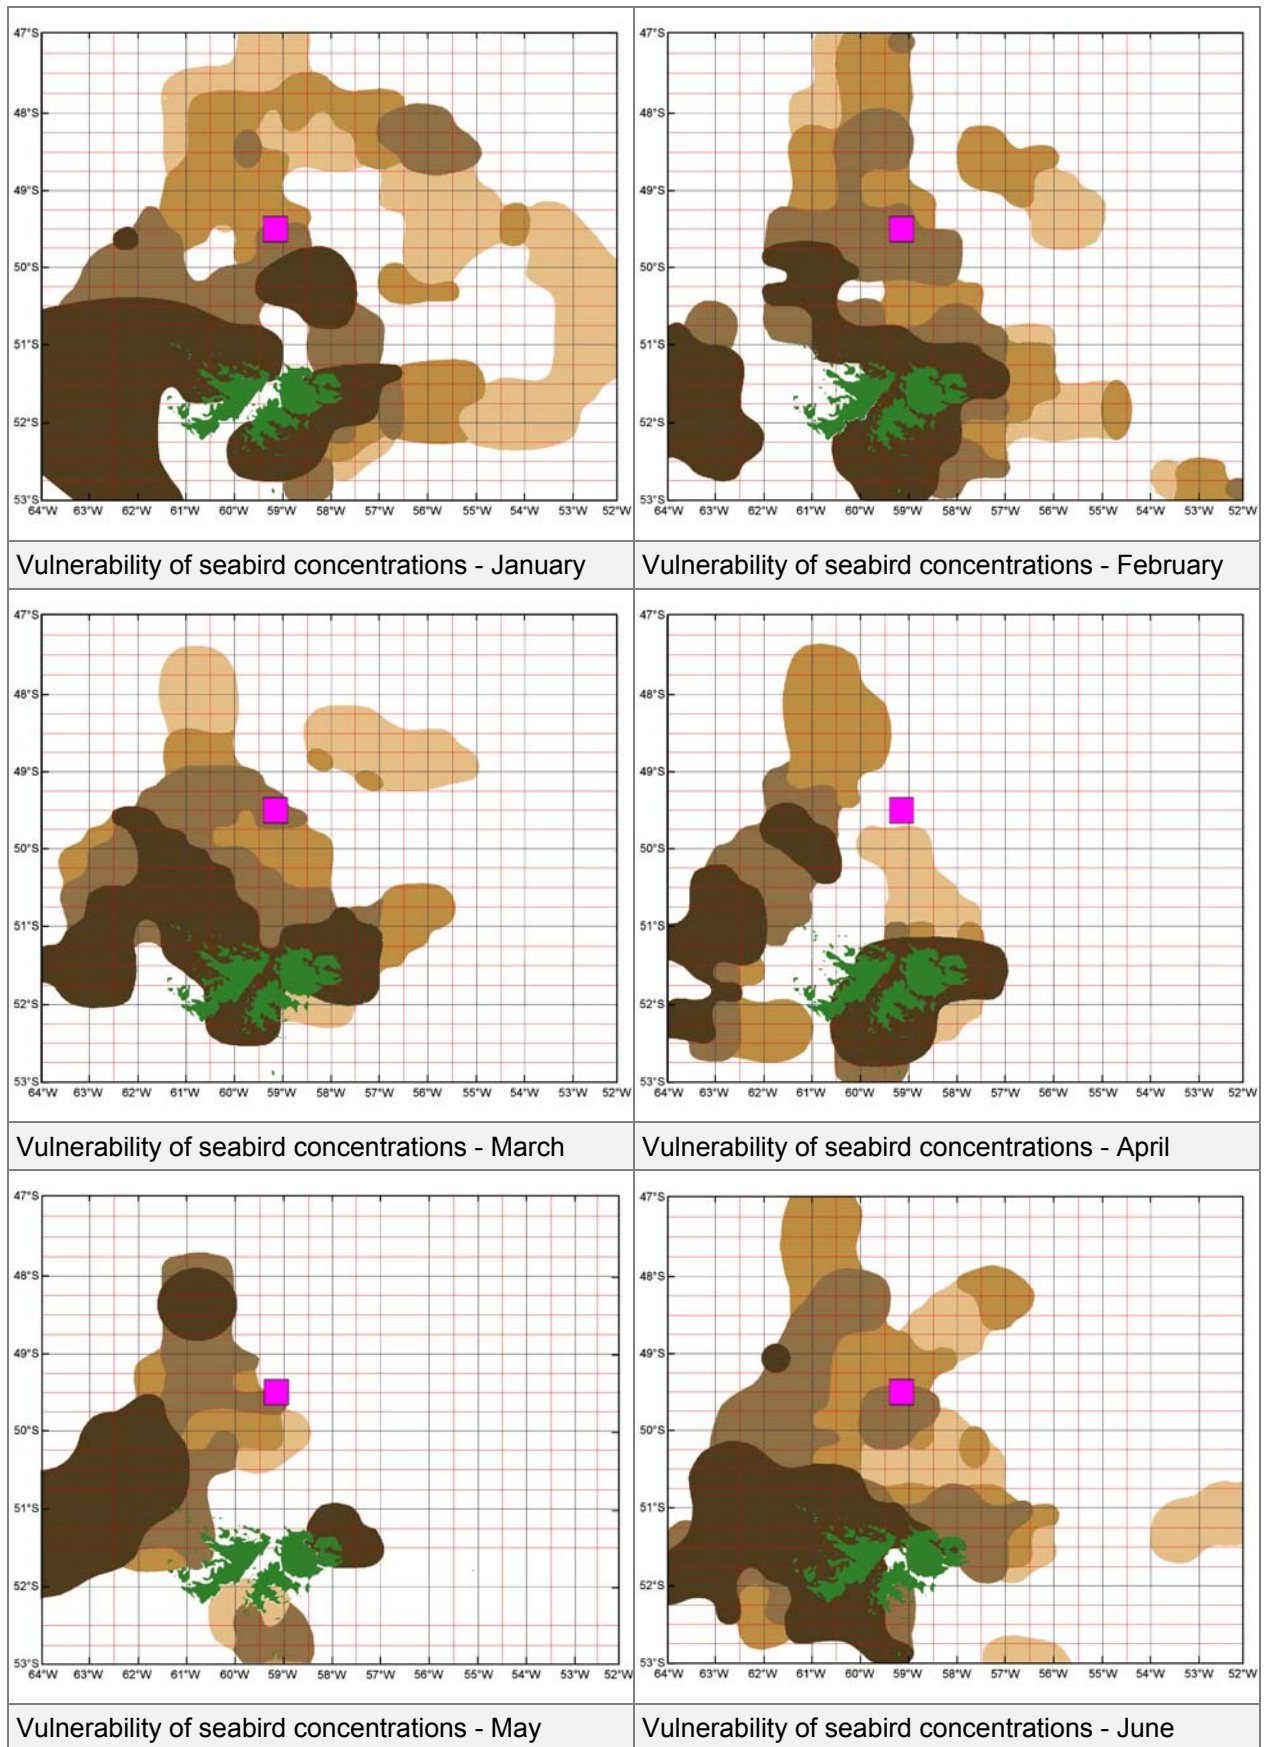 47°S
48°S
49°S
50°S
51°S
52°S
53°S
64°W 63°W 62°W 61°W 60°W 59°W 58°W 57°W 56°W 55°W 54°W 53°W 52°W
Vulnerability of seabird concentrations - January
47°S
48°S
49°S
50°S
51°S
52°S
53°S
64°W 63°W 62°W 61°W 60°W 59°W 58°W 57°W 56°W 55°W 54°W 53°W 52°W
Vulnerability of seabird concentrations - February
47°S
48°S
49°S
50°S
51°S
52°S
53°S
64°W 63°W 62°W 61°W 60°W 59°W 58°W 57°W 56°W 55°W 54°W 53°W 52°W
Vulnerability of seabird concentrations - March
47°S
48°S
49°S
50°S
51°S
52°S
53°S
64°W 63°W 62°W 61°W 60°W 59°W 58°W 57°W 56°W 55°W 54°W 53°W 52°W
Vulnerability of seabird concentrations - April
47°S
48°S
49°S
50°S
51°S
52°S
53°S
64°W 63°W 62°W 61°W 60°W 59°W 58°W 57°W 56°W 55°W 54°W 53°W 52°W
Vulnerability of seabird concentrations - May
47°S
48°S
49°S
50°S
51°S
52°S
53°S
64°W 63°W 62°W 61°W 60°W 59°W 58°W 57°W 56°W 55°W 54°W 53°W 52°W
Vulnerability of seabird concentrations - June